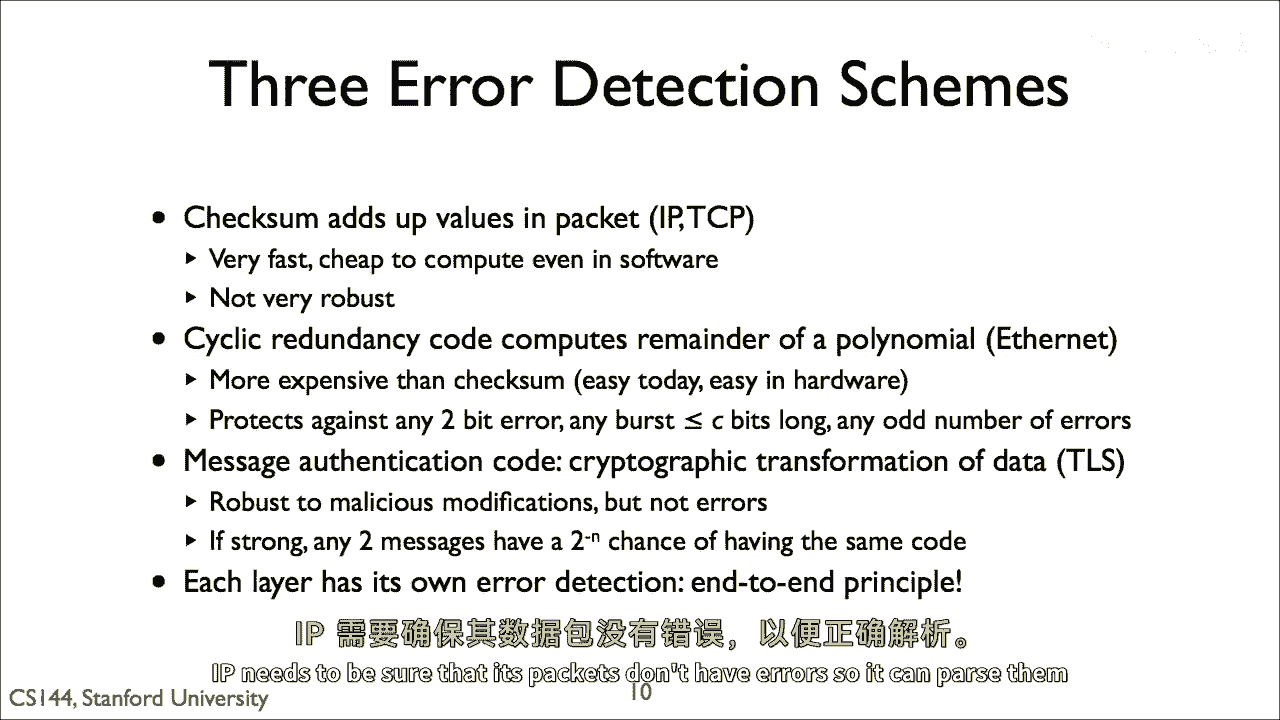 Three Error Detection Schemes
• Checksum adds up values in packet (IP,TCP)
‣ Very fast, cheap to compute even in software
‣ Not very robust
• Cyclic redundancy code computes remainder of a polynomial (Ethernet)
‣ More expensive than checksum (easy today, easy in hardware)
‣ Protects against any 2 bit error, any burst ≤ c bits long, any odd number of errors
• Message authentication code: cryptographic transformation of data (TLS)
‣ Robust to malicious modifications, but not errors
‣ If strong, any 2 messages have a 2⁻ⁿ chance of having the same code
• Each layer has its own error detection: end-to-end principle!
IP 需要确保其数据包没有错误，以便正确解析。
IP needs to be sure that its packets don't have errors so it can parse them
CS144, Stanford University
10